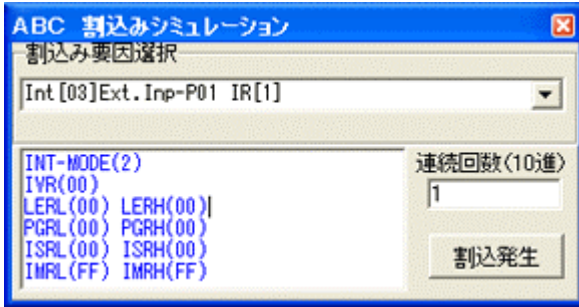 ABC 割込みシミュレーション
割込み要因選択
Int[03]Ext.Inp-P01 IR[1]
INT-MODE(2)
IVR(00)
LERL(00) LERH(00)
PGRL(00) PGRH(00)
ISRL(00) ISRH(00)
IMRL(FF) IMRH(FF)
連続回数(10進)
1
割込発生